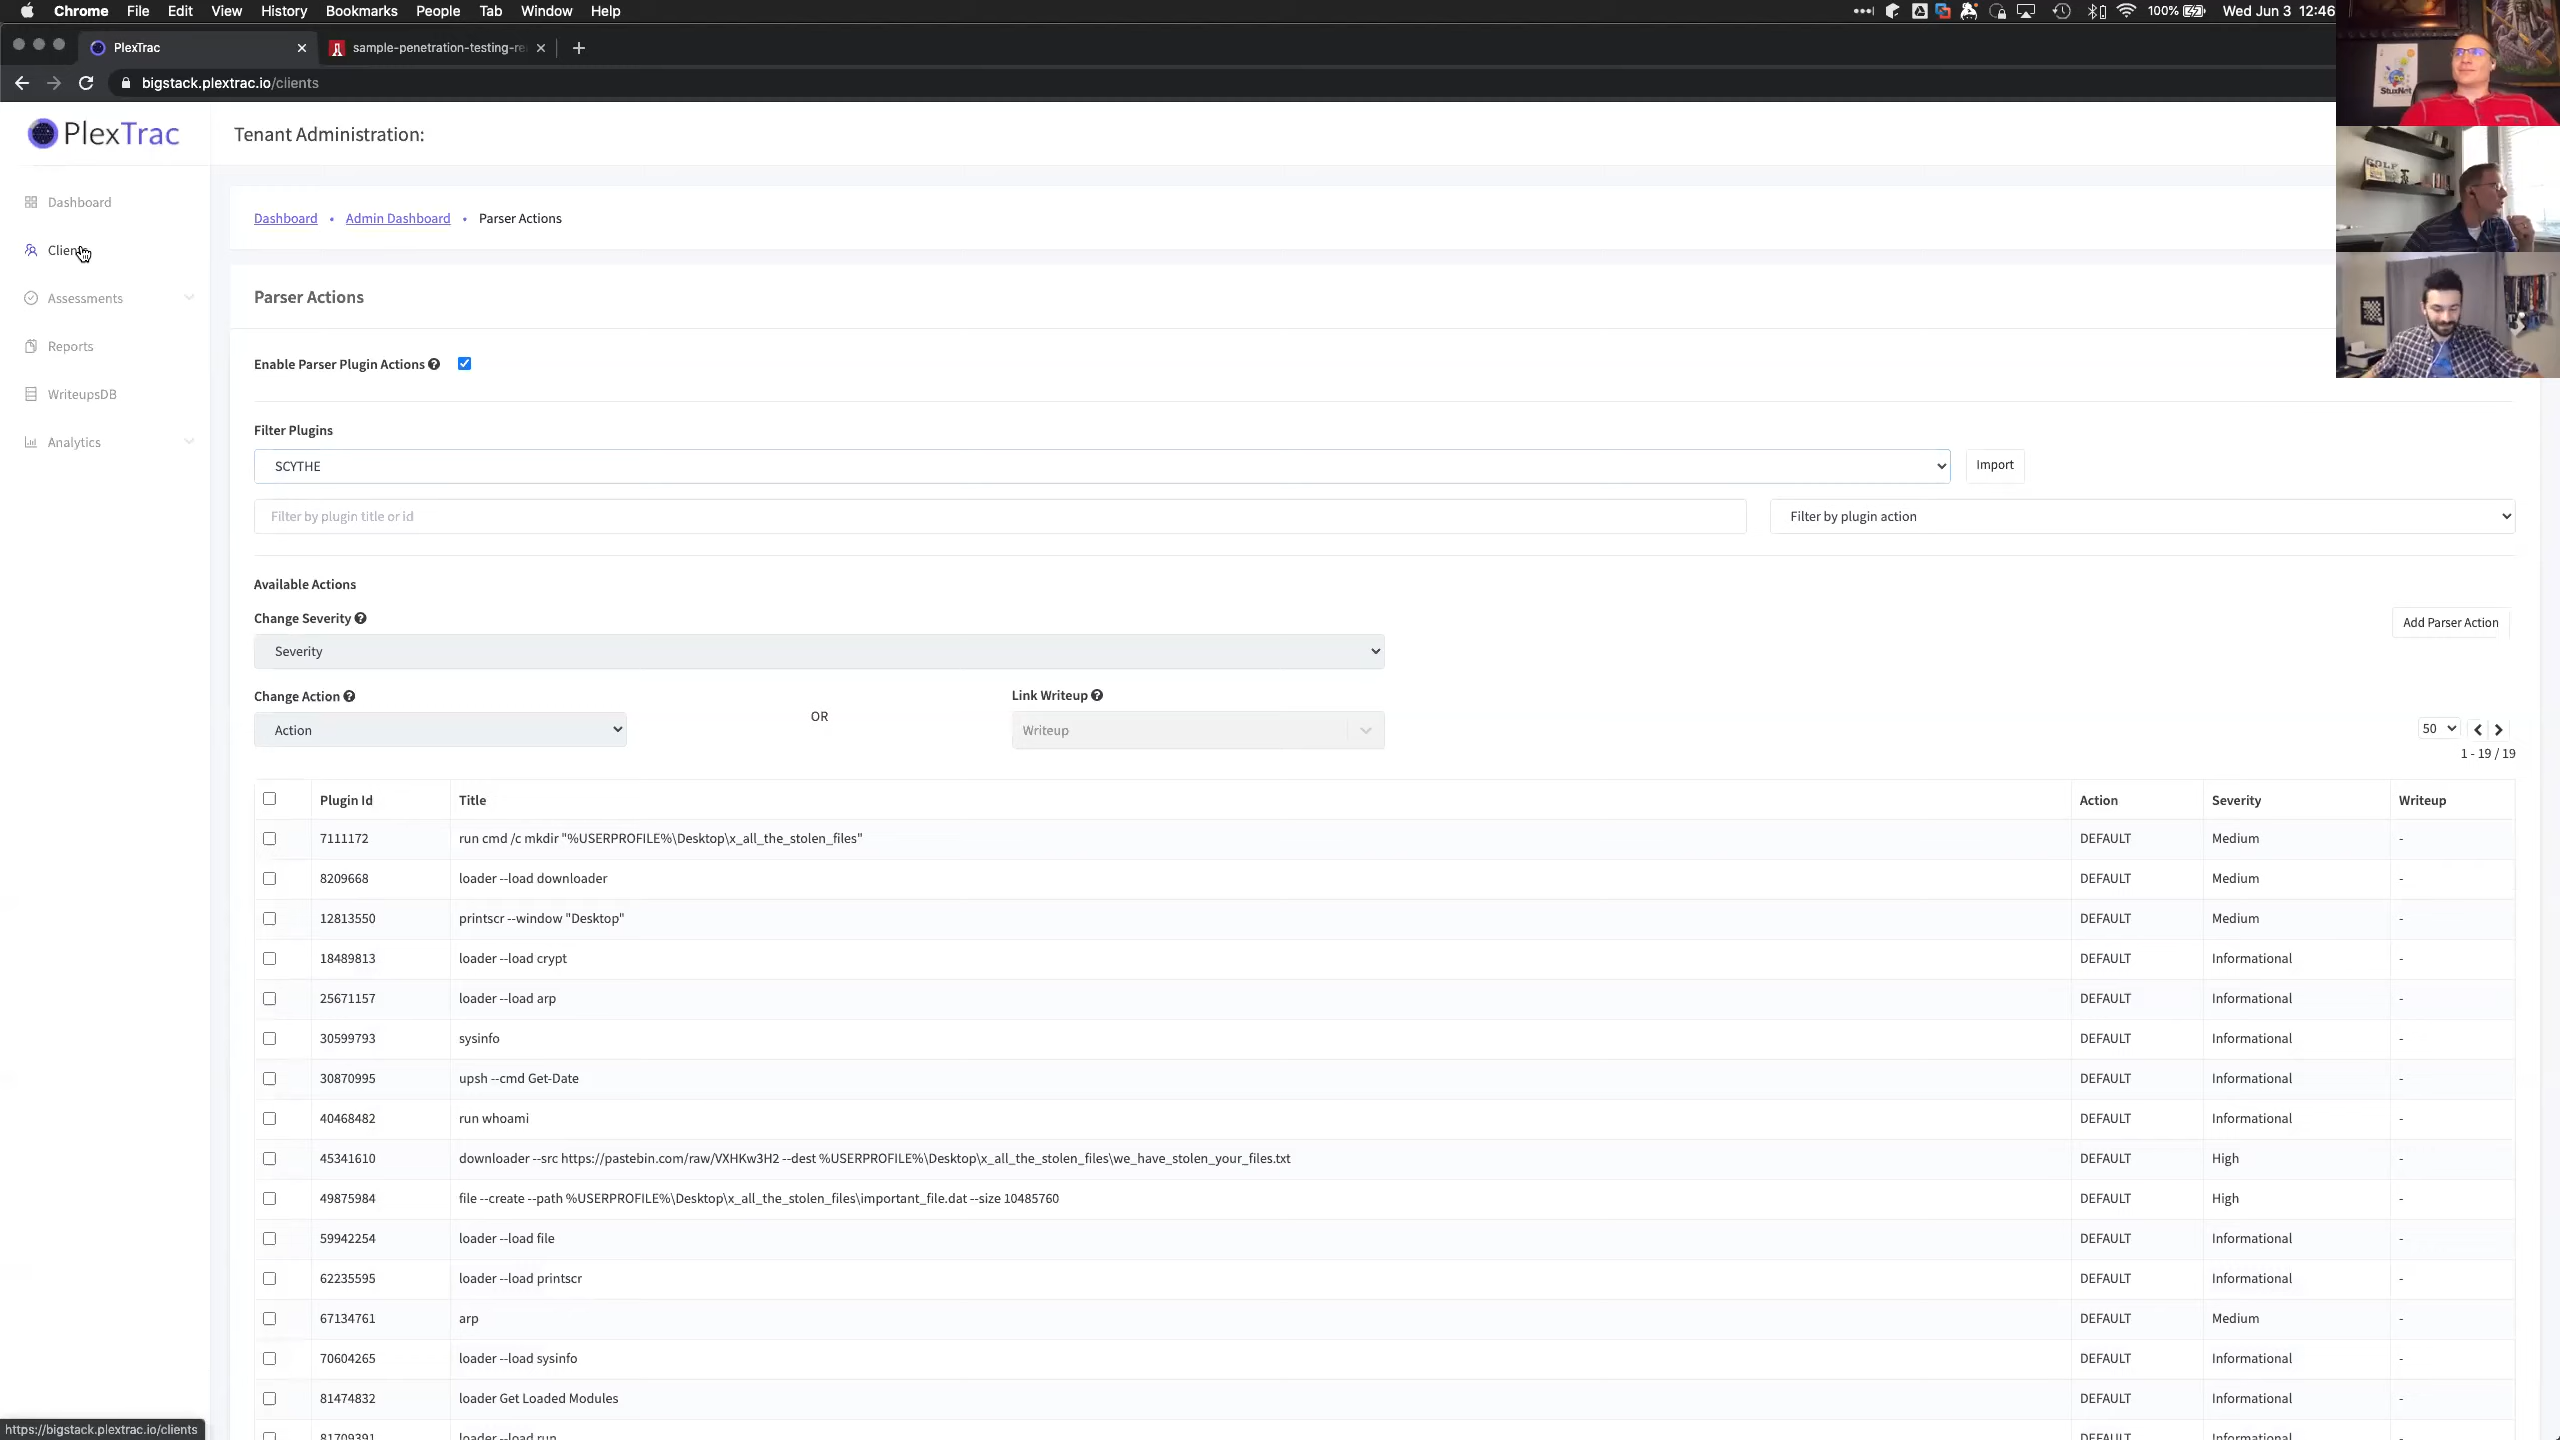 Chrome File Edit View History Bookmarks People Tab Window Help
100% Wed Jun 3 12:46
PlexTrac
sample-penetration-testing-re
bigstack.plextrac.io/clients
PlexTrac
Tenant Administration:
Dashboard
Clients
Assessments
Reports
WriteupsDB
Analytics
Dashboard • Admin Dashboard • Parser Actions
Parser Actions
Enable Parser Plugin Actions
Filter Plugins
SCYTHE
Import
Filter by plugin title or id
Filter by plugin action
Available Actions
Change Severity
Add Parser Action
Severity
Change Action
OR
Link Writeup
Action
Writeup
50
1 - 19 / 19
Plugin Id Title Action Severity Writeup
7111172 run cmd /c mkdir "%USERPROFILE%\Desktop\x_all_the_stolen_files" DEFAULT Medium -
8209668 loader --load downloader DEFAULT Medium -
12813550 printscr --window "Desktop" DEFAULT Medium -
18489813 loader --load crypt DEFAULT Informational -
25671157 loader --load arp DEFAULT Informational -
30599793 sysinfo DEFAULT Informational -
30870995 upsh --cmd Get-Date DEFAULT Informational -
40468482 run whoami DEFAULT Informational -
45341610 downloader --src https://pastebin.com/raw/VXHKw3H2 --dest %USERPROFILE%\Desktop\x_all_the_stolen_files\we_have_stolen_your_files.txt DEFAULT High -
49875984 file --create --path %USERPROFILE%\Desktop\x_all_the_stolen_files\important_file.dat --size 10485760 DEFAULT High -
59942254 loader --load file DEFAULT Informational -
62235595 loader --load printscr DEFAULT Informational -
67134761 arp DEFAULT Medium -
70604265 loader --load sysinfo DEFAULT Informational -
81474832 loader Get Loaded Modules DEFAULT Informational -
81709391 loader --load run DEFAULT Informational
https://bigstack.plextrac.io/clients
StuxNet
GOLF